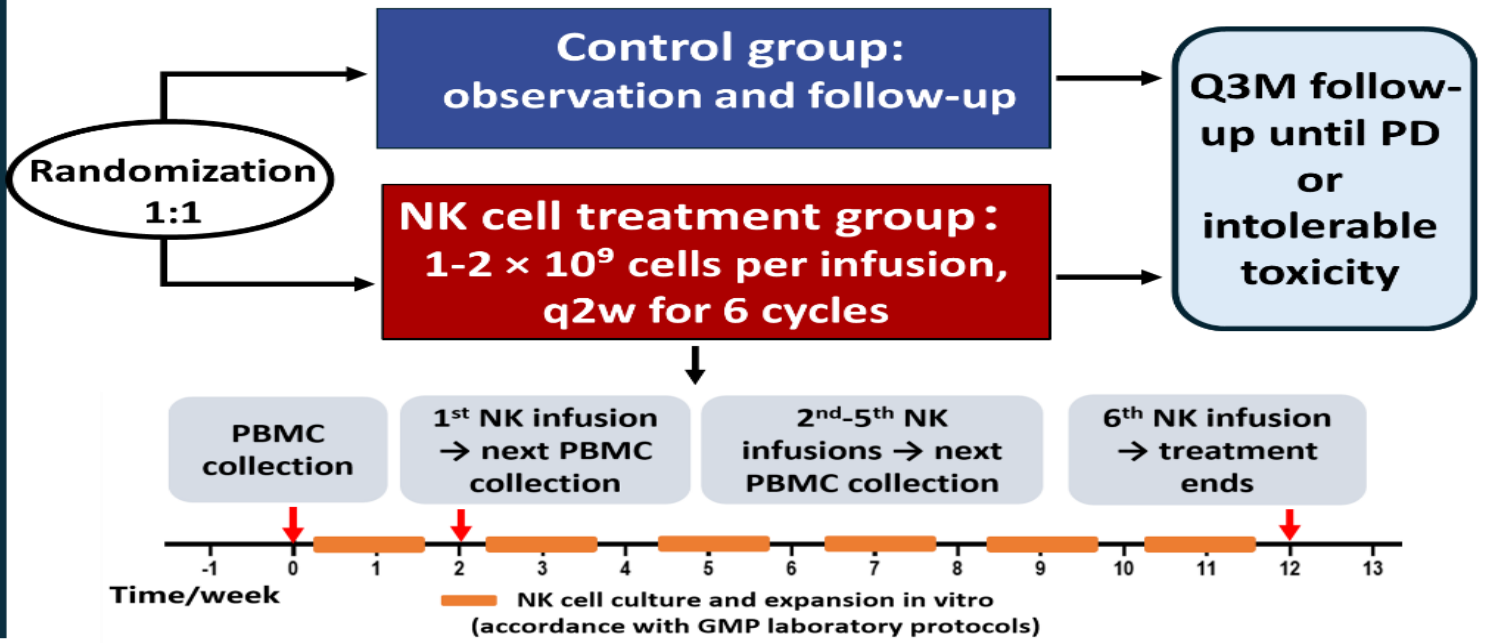 Control group:
observation and follow-up
Randomization
1:1
NK cell treatment group：
1-2 × 10⁹ cells per infusion,
q2w for 6 cycles
Q3M follow-
up until PD
or
intolerable
toxicity
PBMC
collection
1ˢᵗ NK infusion
→ next PBMC
collection
2ⁿᵈ-5ᵗʰ NK
infusions → next
PBMC collection
6ᵗʰ NK infusion
→ treatment
ends
-1 0 1 2 3 4 5 6 7 8 9 10 11 12 13
Time/week
NK cell culture and expansion in vitro
(accordance with GMP laboratory protocols)